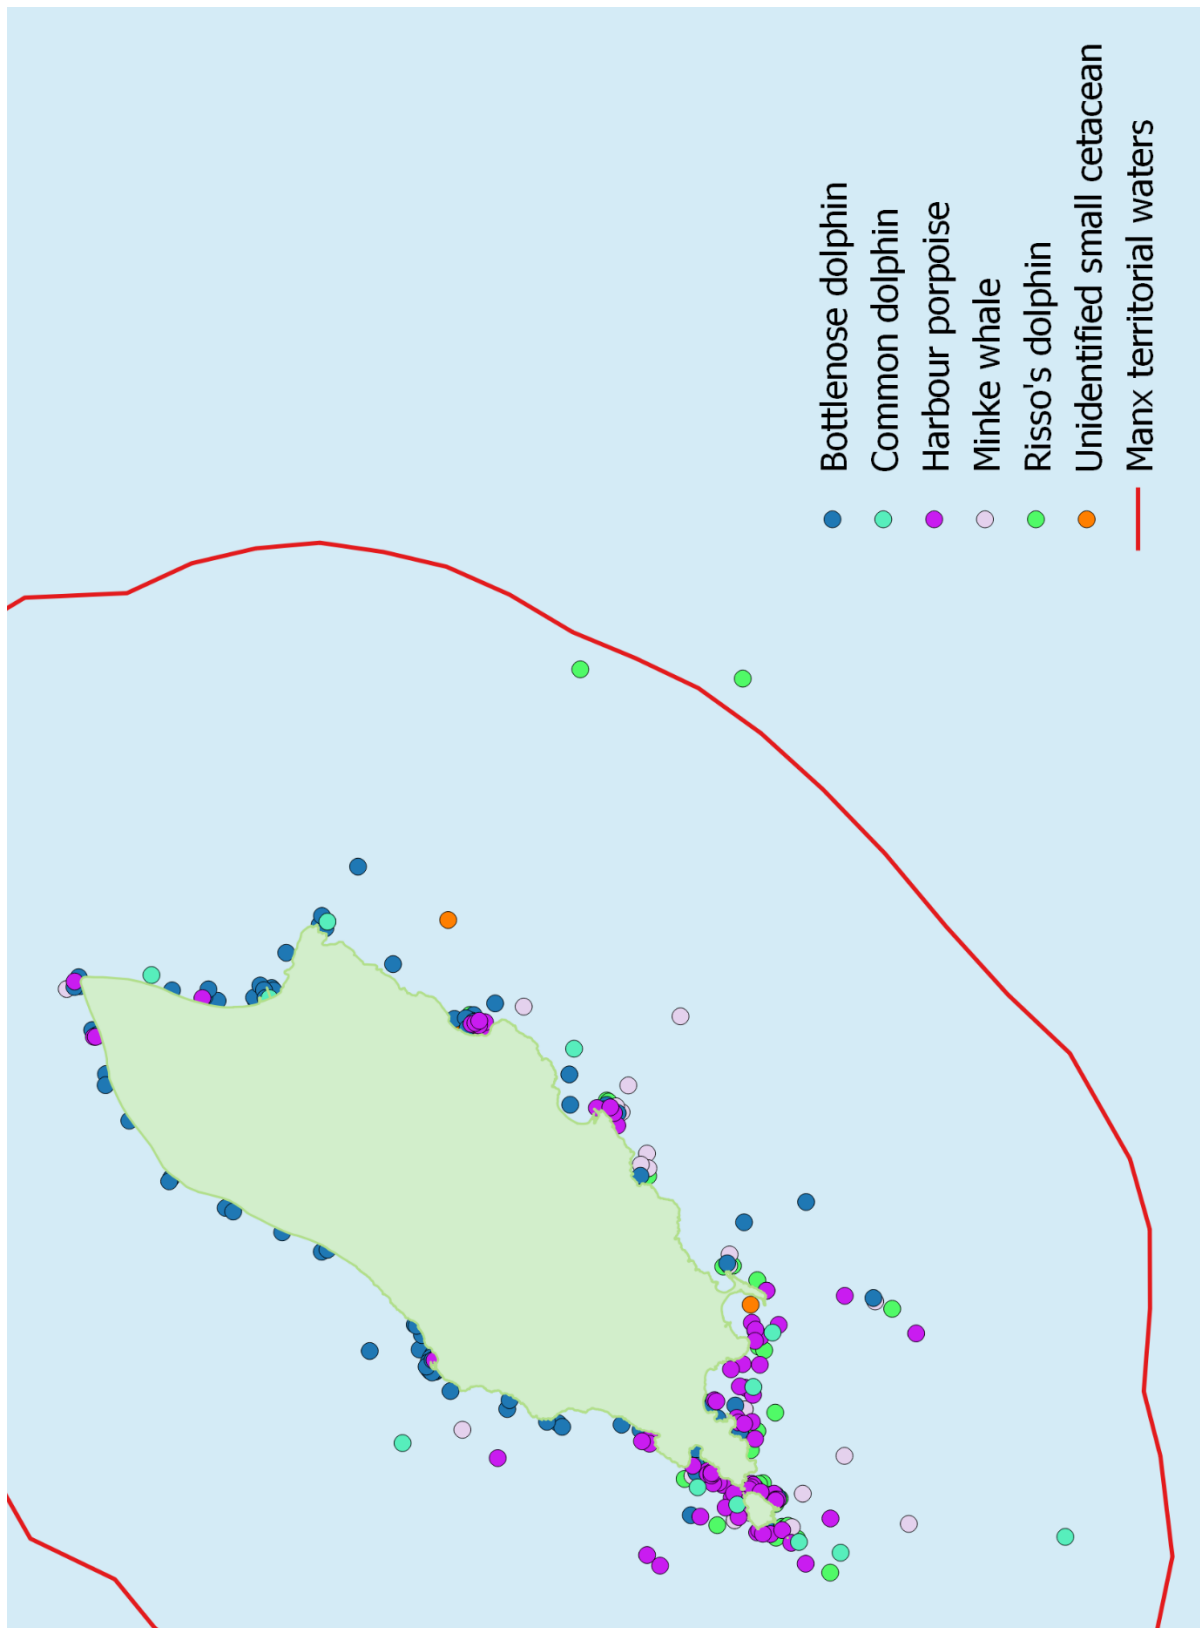 Bottlenose dolphin
Common dolphin
Harbour porpoise
Minke whale
Risso's dolphin
Unidentified small cetacean
Manx territorial waters